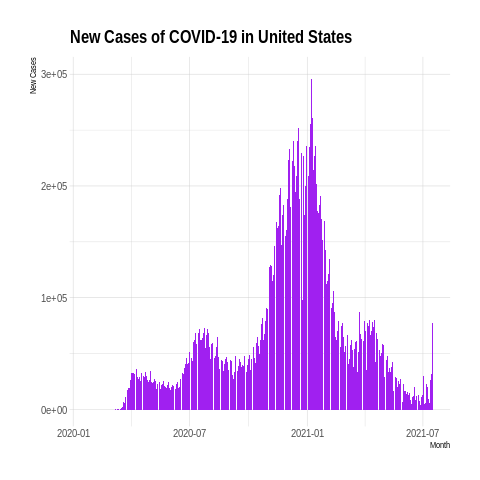 New Cases of COVID-19 in United States
New Cases
3e+05
2e+05
1e+05
0e+00
2020-01
2020-07
2021-01
2021-07
Month